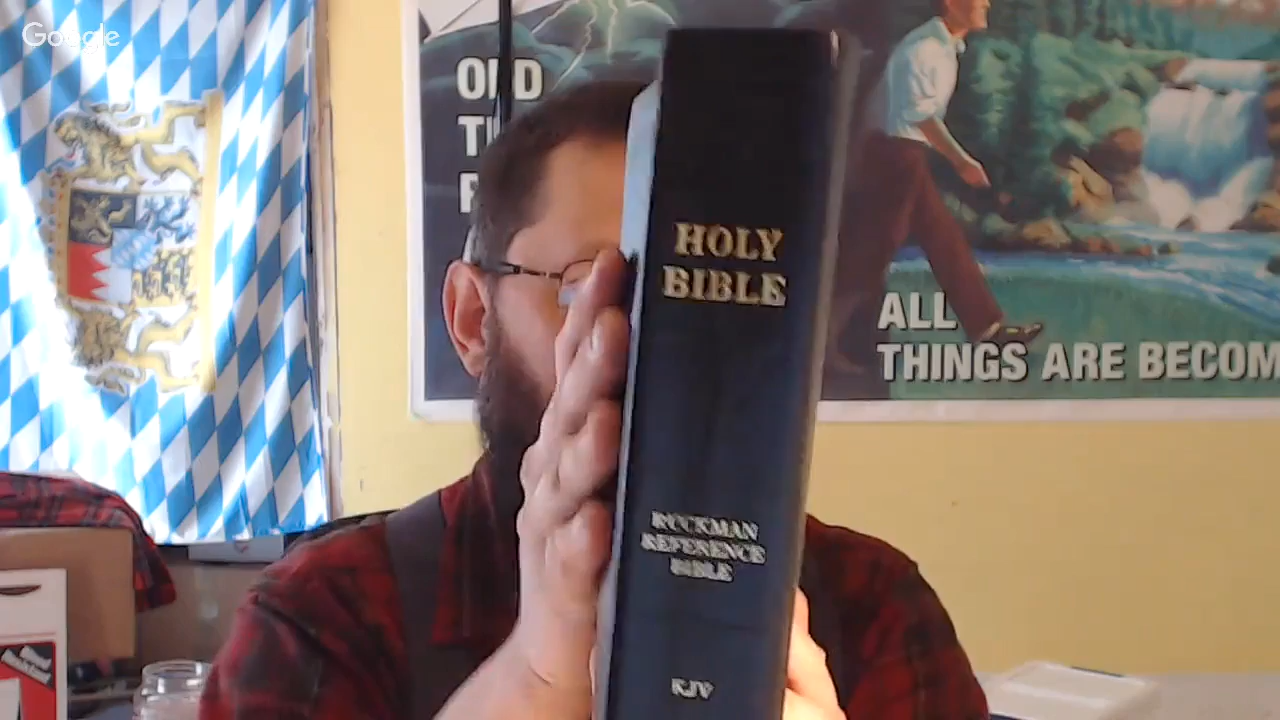 Google
OLD
ALL
THINGS ARE BECOM
HOLY
BIBLE
RUCKMAN
REFERENCE
BIBLE
KJV